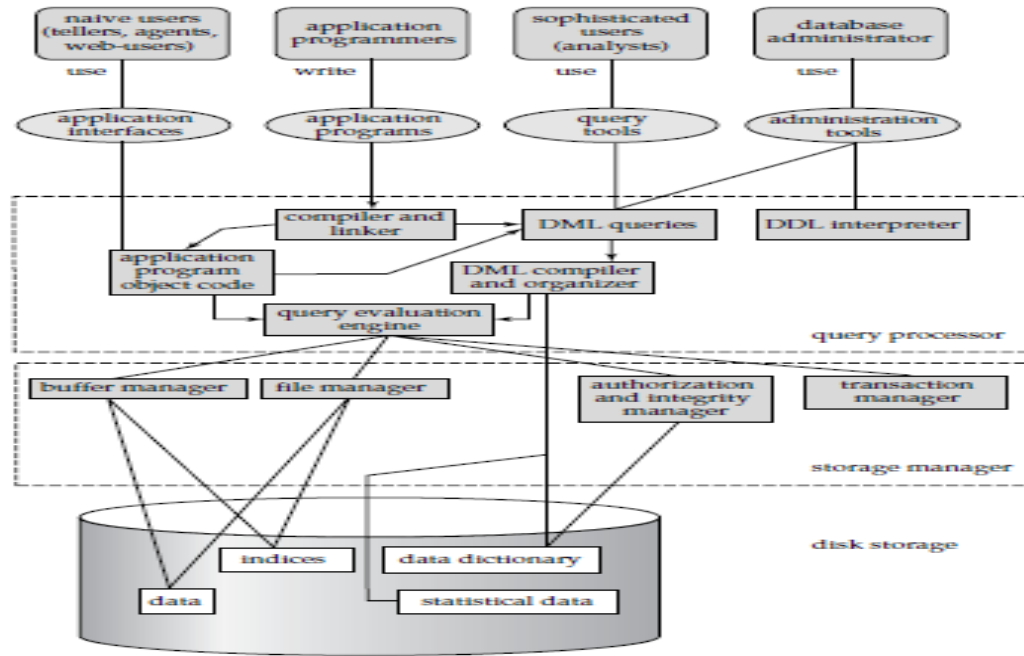 naive users
(tellers, agents,
web-users)
application
programmers
sophisticated
users
(analysts)
database
administrator
use
write
use
use
application
interfaces
application
programs
query
tools
administration
tools
compiler and
linker
DML queries
DDL interpreter
application
program
object code
DML compiler
and organizer
query evaluation
engine
query processor
buffer manager
file manager
authorization
and integrity
manager
transaction
manager
storage manager
disk storage
indices
data dictionary
data
statistical data